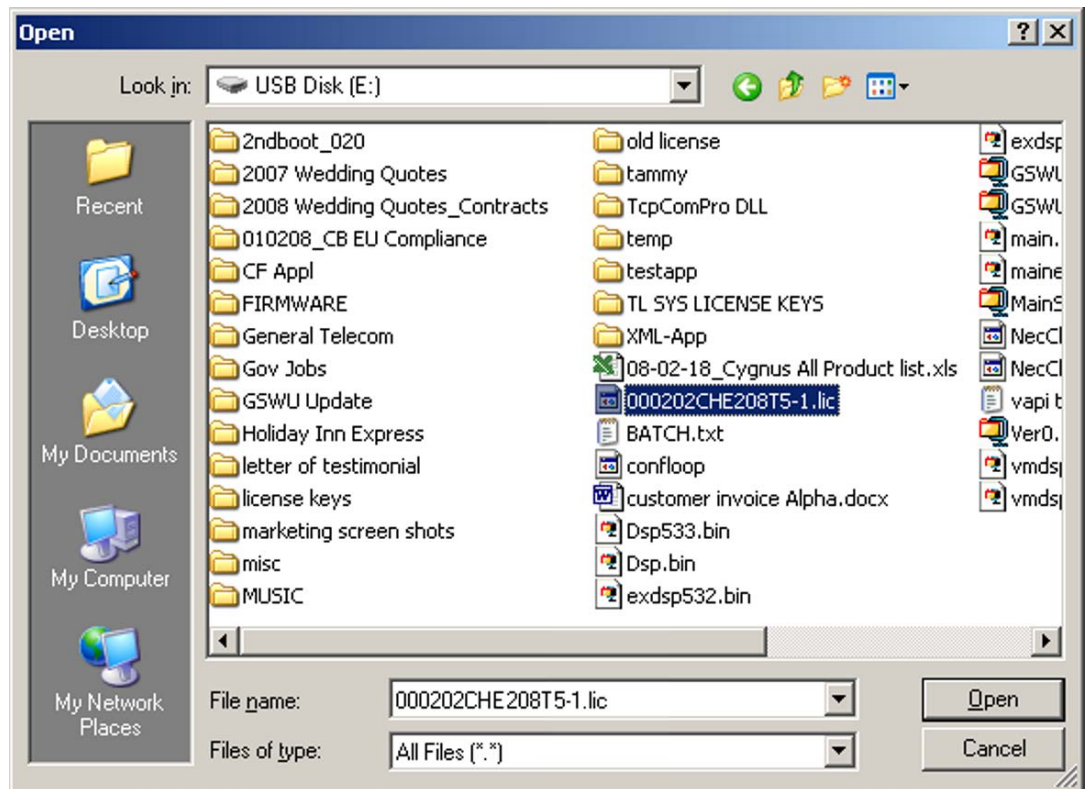 Open
Look in:
USB Disk (E:)
Recent
Desktop
My Documents
My Computer
My Network
Places
2ndboot_020
2007 Wedding Quotes
2008 Wedding Quotes_Contracts
010208_CB EU Compliance
CF Appl
FIRMWARE
General Telecom
Gov Jobs
GSWU Update
Holiday Inn Express
letter of testimonial
license keys
marketing screen shots
misc
MUSIC
old license
tammy
TcpComPro DLL
temp
testapp
TL SYS LICENSE KEYS
XML-App
08-02-18_Cygnus All Product list.xls
000202CHE208T5-1.lic
BATCH.txt
confloop
customer invoice Alpha.docx
Dsp533.bin
Dsp.bin
exdsp532.bin
main.
vapi t
Ver0.
File name:
000202CHE208T5-1.lic
Open
Files of type:
All Files (*.*)
Cancel